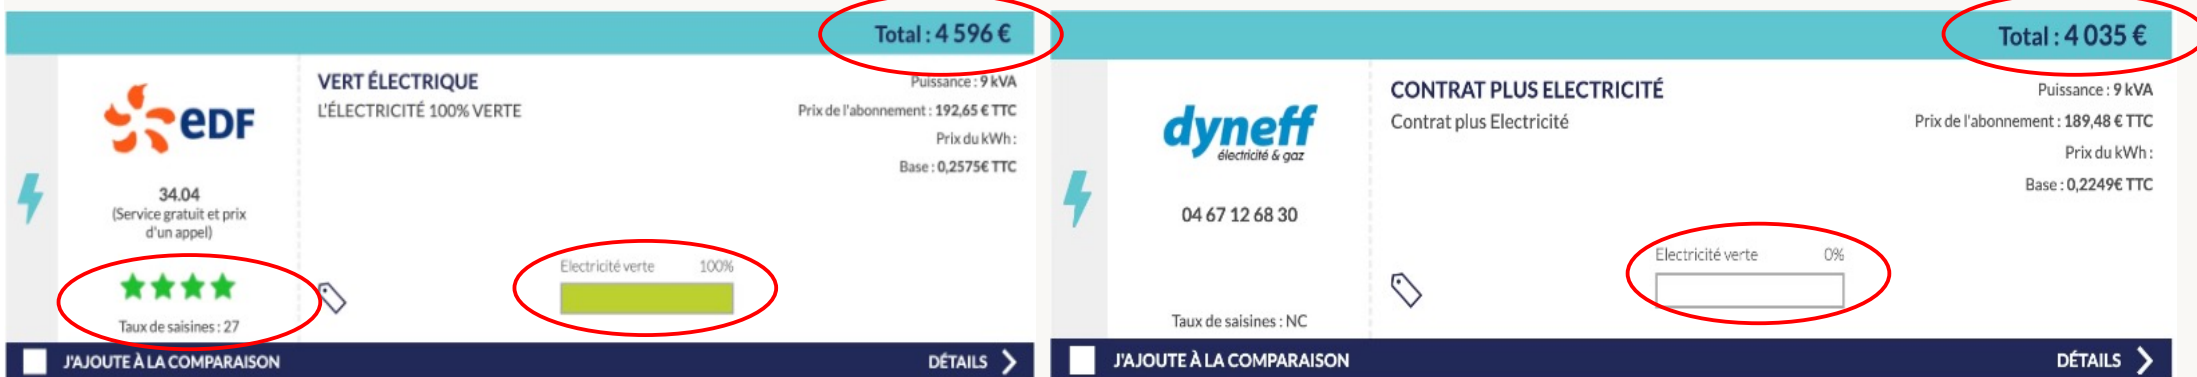 Total : 4 596 €
edf
34.04
(Service gratuit et prix
d'un appel)
Taux de saisines : 27
VERT ÉLECTRIQUE
L'ÉLECTRICITÉ 100% VERTE
Puissance : 9 kVA
Prix de l'abonnement : 192,65 € TTC
Prix du kWh :
Base : 0,2575€ TTC
Electricité verte 100%
J'AJOUTE À LA COMPARAISON
DÉTAILS
Total : 4 035 €
dyneff
électricité & gaz
04 67 12 68 30
Taux de saisines : NC
CONTRAT PLUS ELECTRICITÉ
Contrat plus Electricité
Puissance : 9 kVA
Prix de l'abonnement : 189,48 € TTC
Prix du kWh :
Base : 0,2249€ TTC
Electricité verte 0%
J'AJOUTE À LA COMPARAISON
DÉTAILS